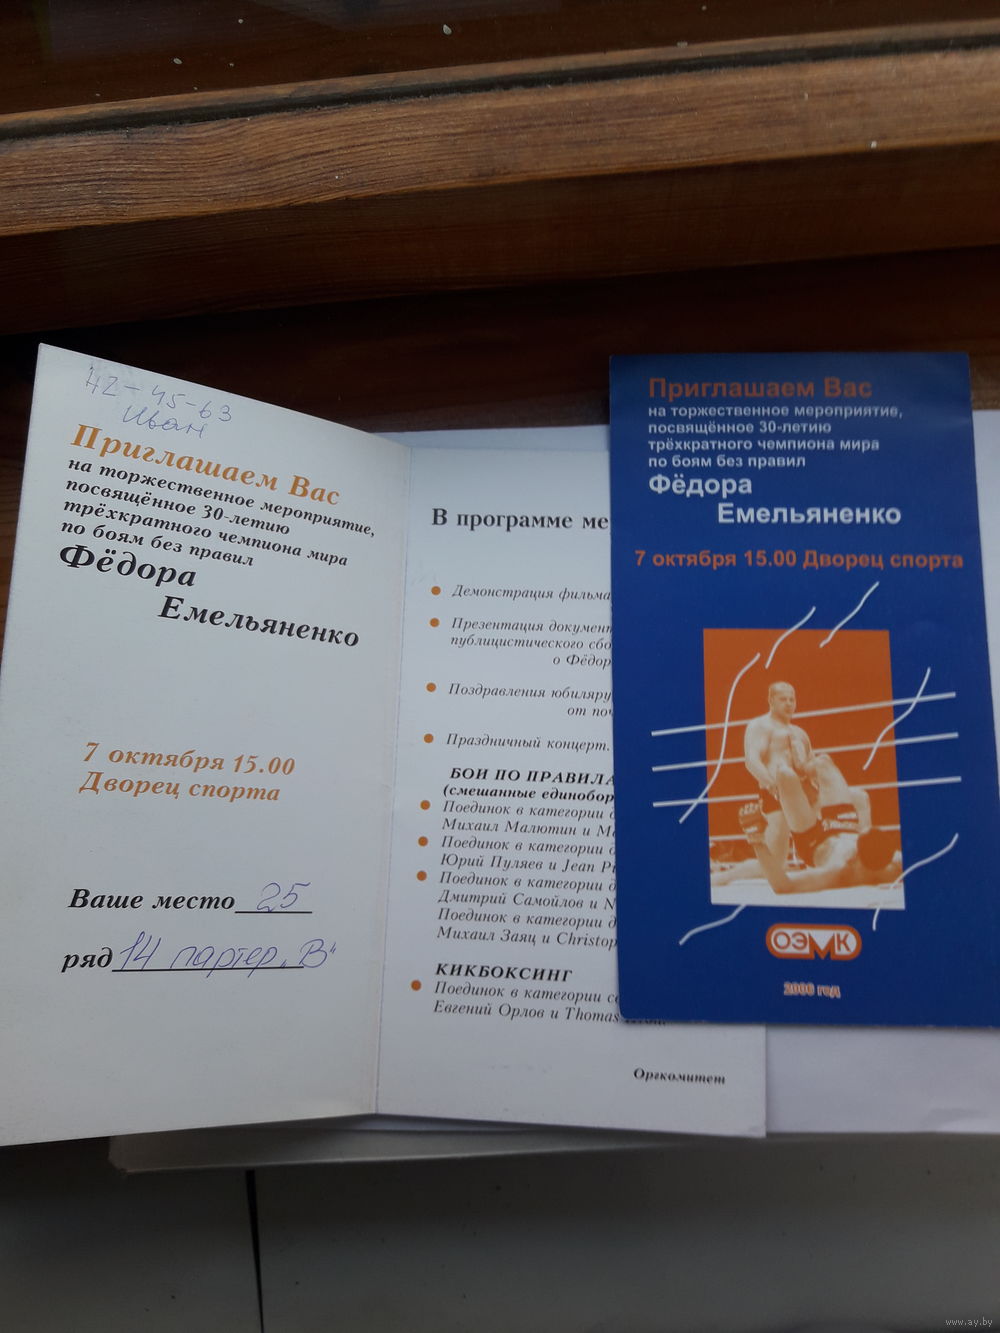 42-45-63
Иван
Приглашаем Вас
на торжественное мероприятие,
посвящённое 30-летию
трёхкратного чемпиона мира
по боям без правил
Фёдора
Емельяненко
7 октября 15.00
Дворец спорта
Ваше место 25
ряд 14 партер „В"
В программе ме
Демонстрация фильма
Презентация докумен
публицистического сбо
о Фёдор
Поздравления юбиляру
от по
Праздничный концерт.
БОИ ПО ПРАВИЛА
(смешанные единобор
Поединок в категории
Михаил Малютин и
Поединок в категории
Юрий Пуляев и Jean
Поединок в категории д
Дмитрий Самойлов и N
Поединок в категории д
Михаил Заяц и Christop
КИКБОКСИНГ
Поединок в категории с
Евгений Орлов и Thomas
Оргкомитет
Приглашаем Вас
на торжественное мероприятие,
посвящённое 30-летию
трёхкратного чемпиона мира
по боям без правил
Фёдора
Емельяненко
7 октября 15.00 Дворец спорта
ОЭМК
2006 год
www.ay.by